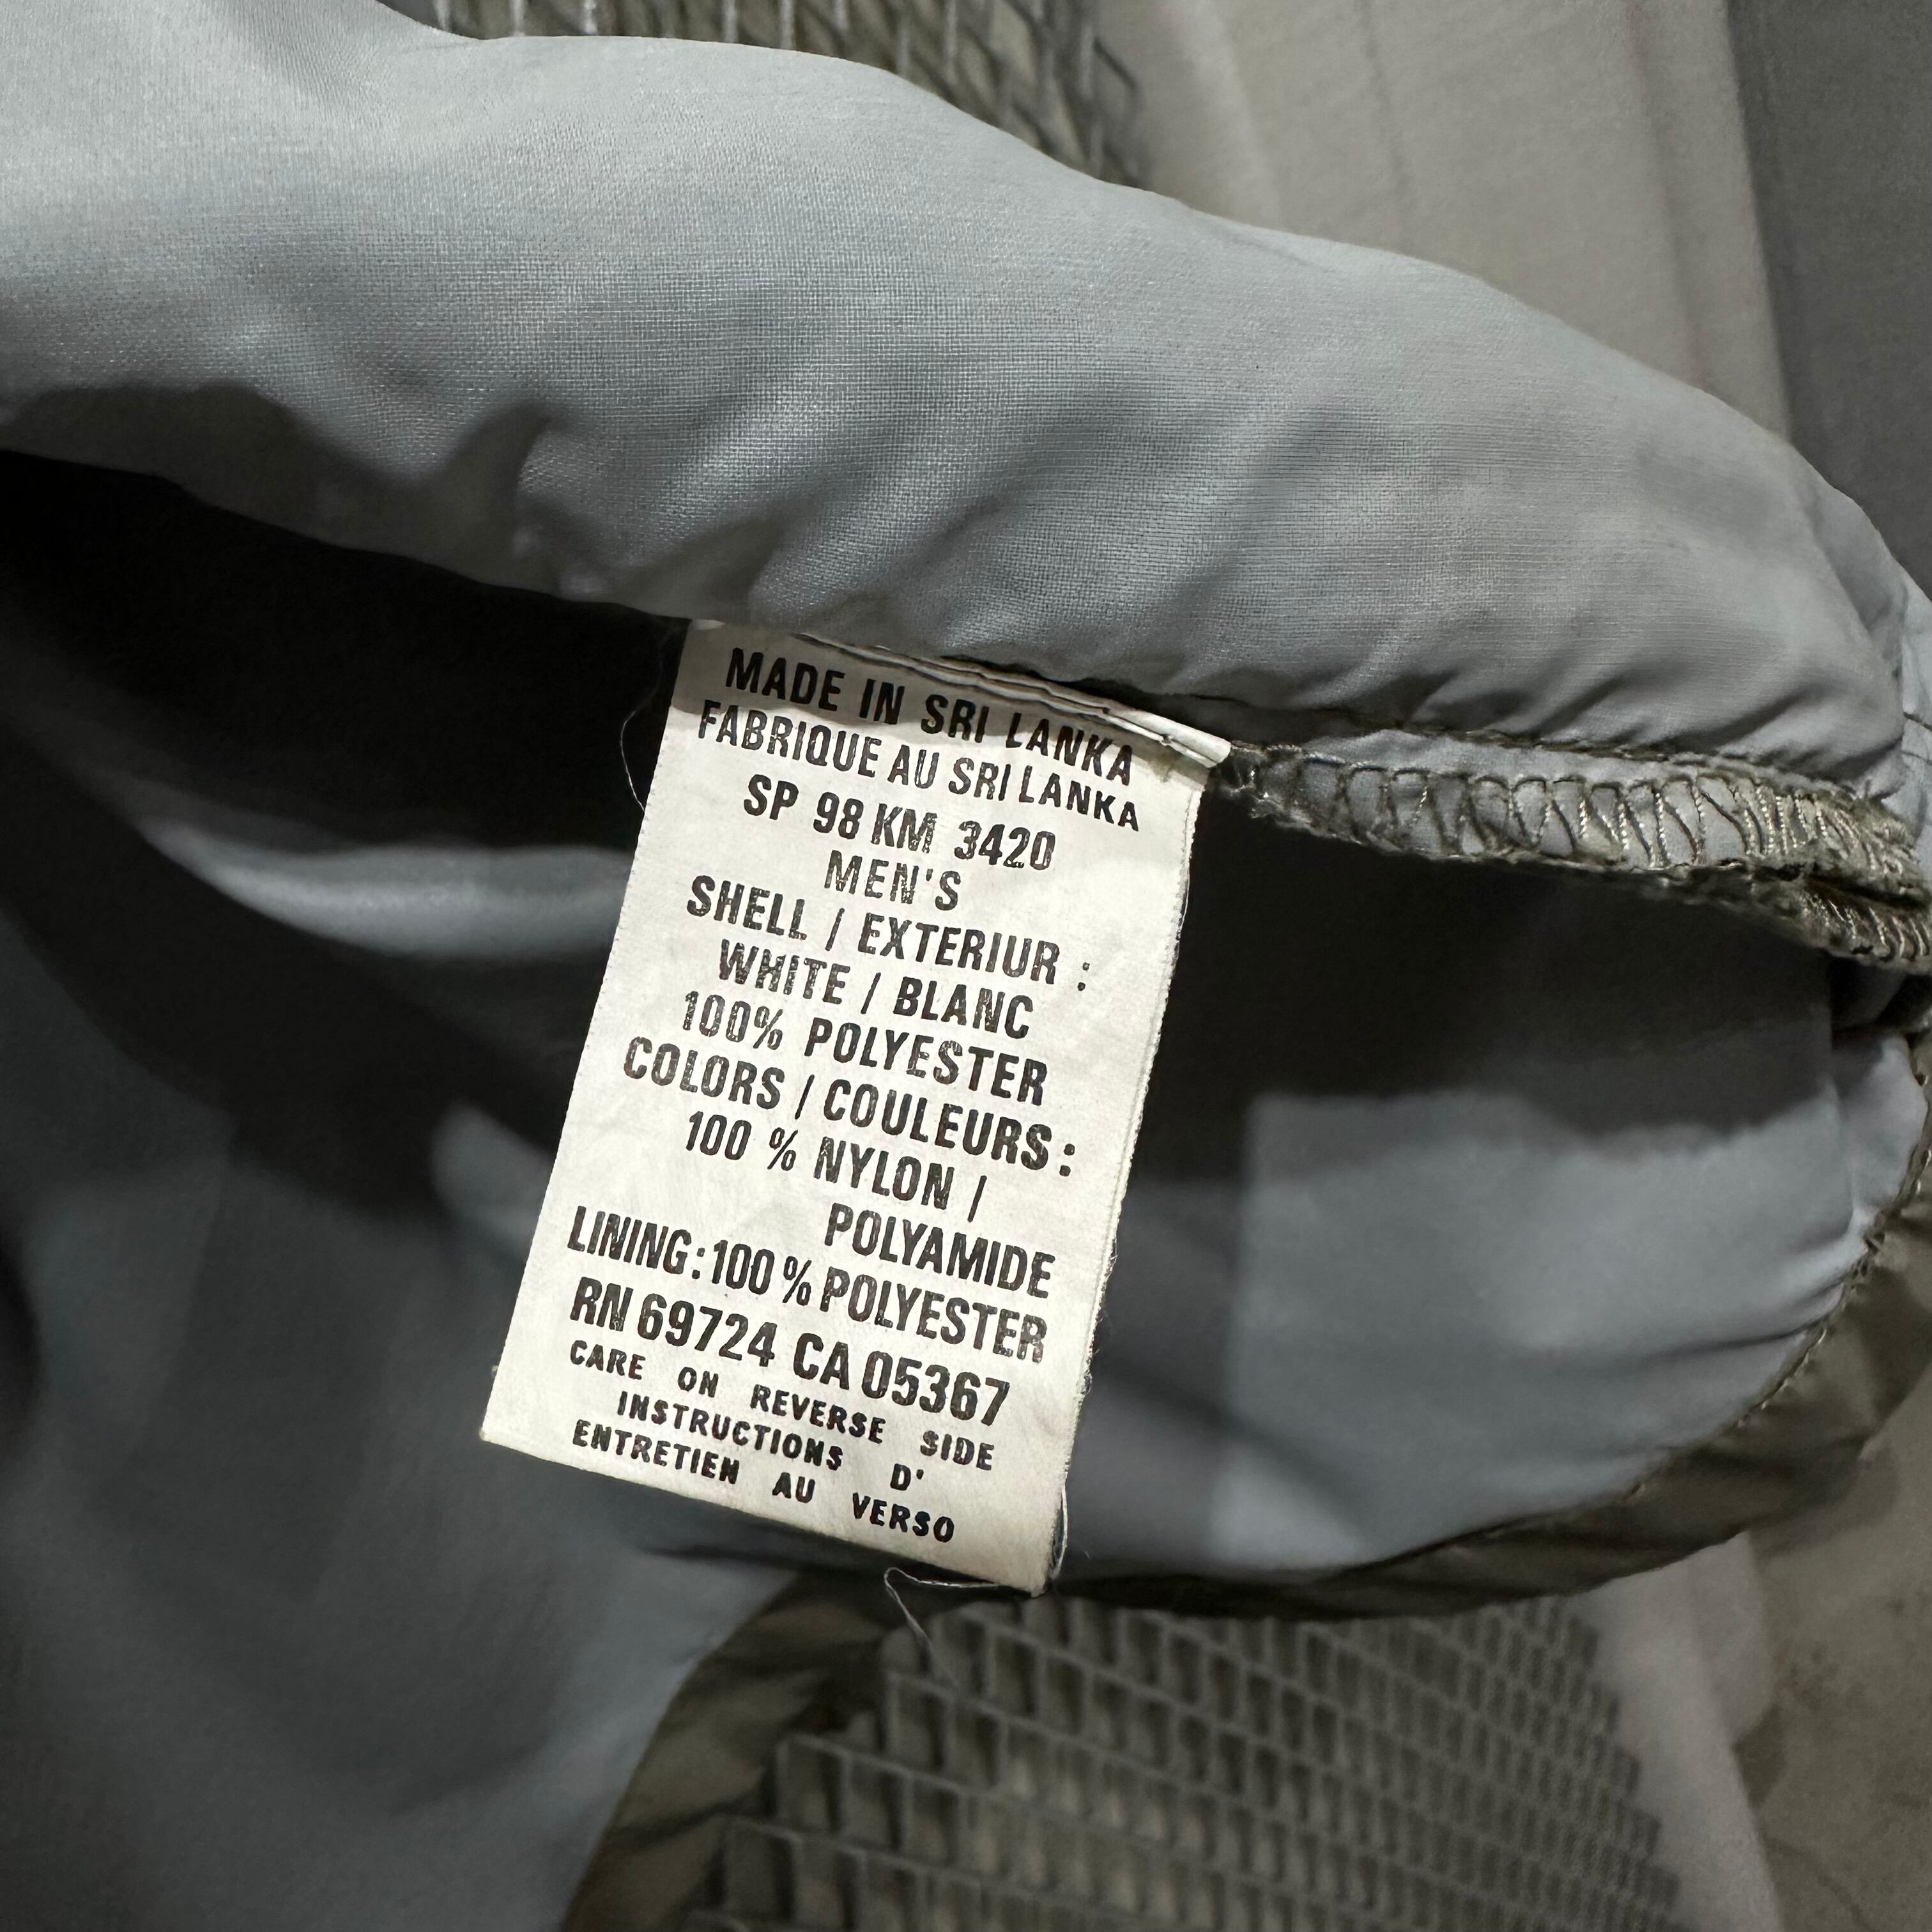 MADE IN SRI LANKA
FABRIQUE AU SRI LANKA
SP 98 KM 3420
MEN'S
SHELL / EXTERIUR :
WHITE / BLANC
100% POLYESTER
COLORS / COULEURS :
100 % NYLON /
POLYAMIDE
LINING : 100 % POLYESTER
RN 69724 CA 05367
CARE ON REVERSE SIDE
INSTRUCTIONS D'
ENTRETIEN AU VERSO